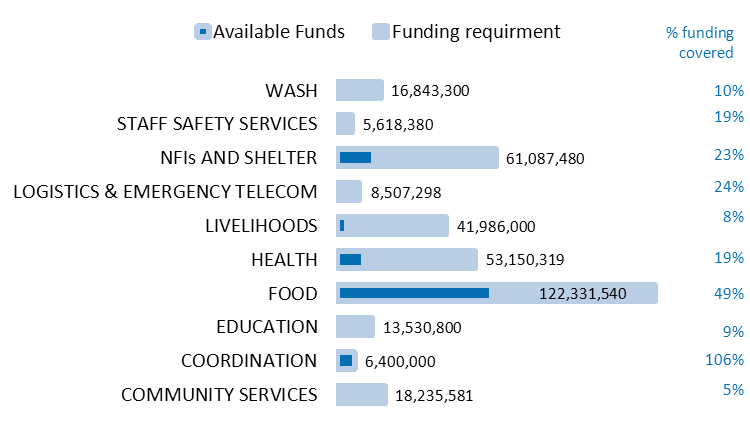 Available Funds Funding requirment
% funding
covered
WASH 16,843,300 10%
STAFF SAFETY SERVICES 5,618,380 19%
NFIs AND SHELTER 61,087,480 23%
LOGISTICS & EMERGENCY TELECOM 8,507,298 24%
LIVELIHOODS 41,986,000 8%
HEALTH 53,150,319 19%
FOOD 122,331,540 49%
EDUCATION 13,530,800 9%
COORDINATION 6,400,000 106%
COMMUNITY SERVICES 18,235,581 5%